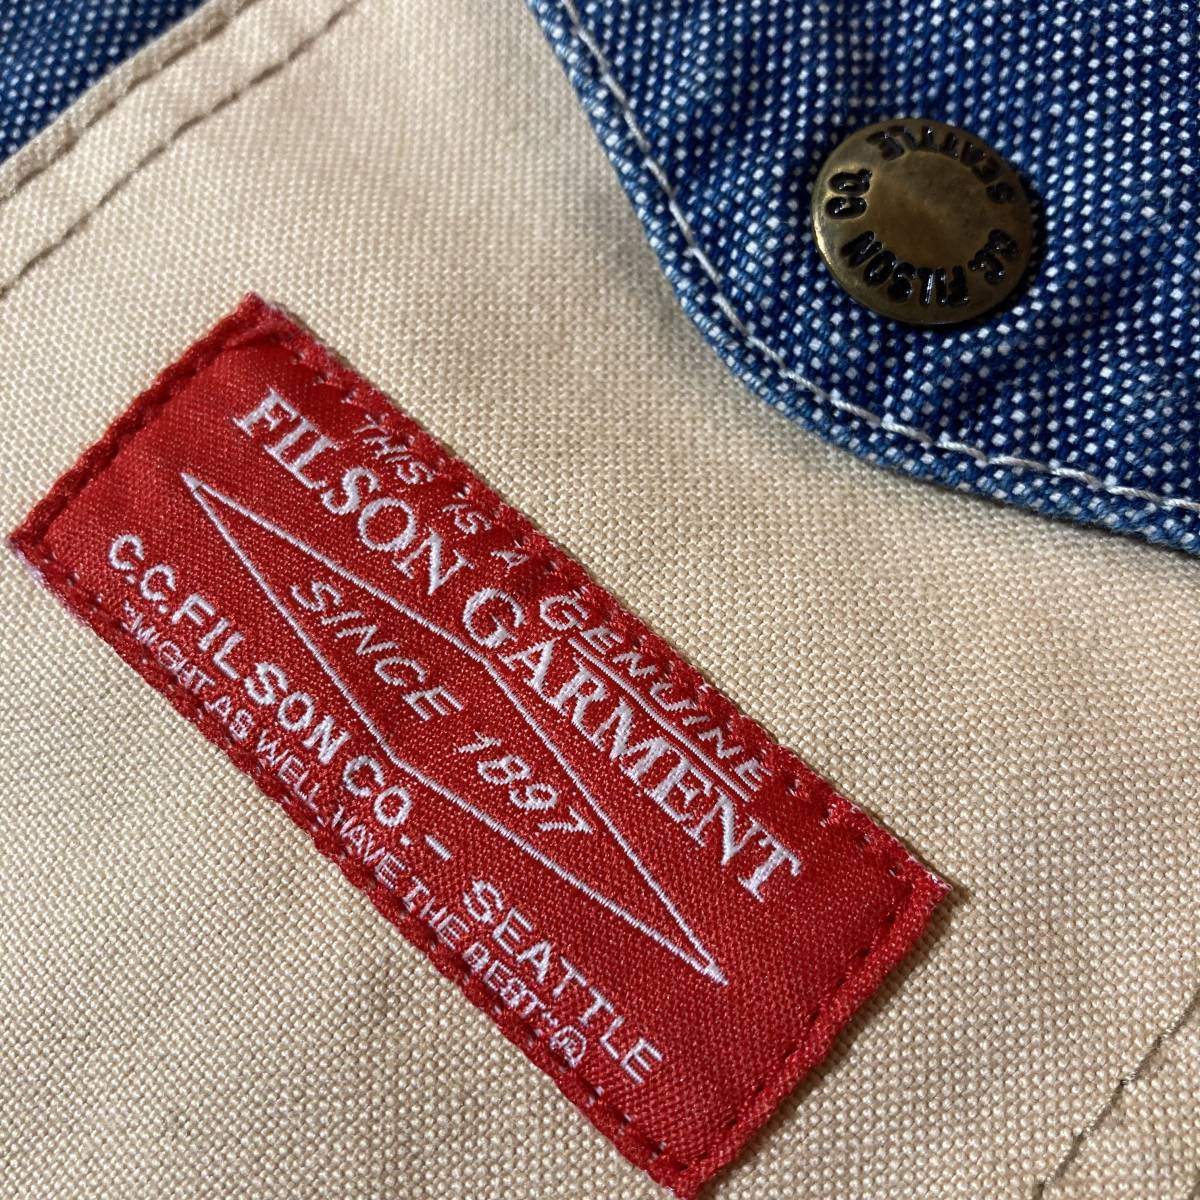 THIS IS A GENUINE
FILSON GARMENT
SINCE 1897
C.C.FILSON CO.– SEATTLE
"MIGHT AS WELL HAVE THE BEST"®
C.C. FILSON CO
SEATTLE